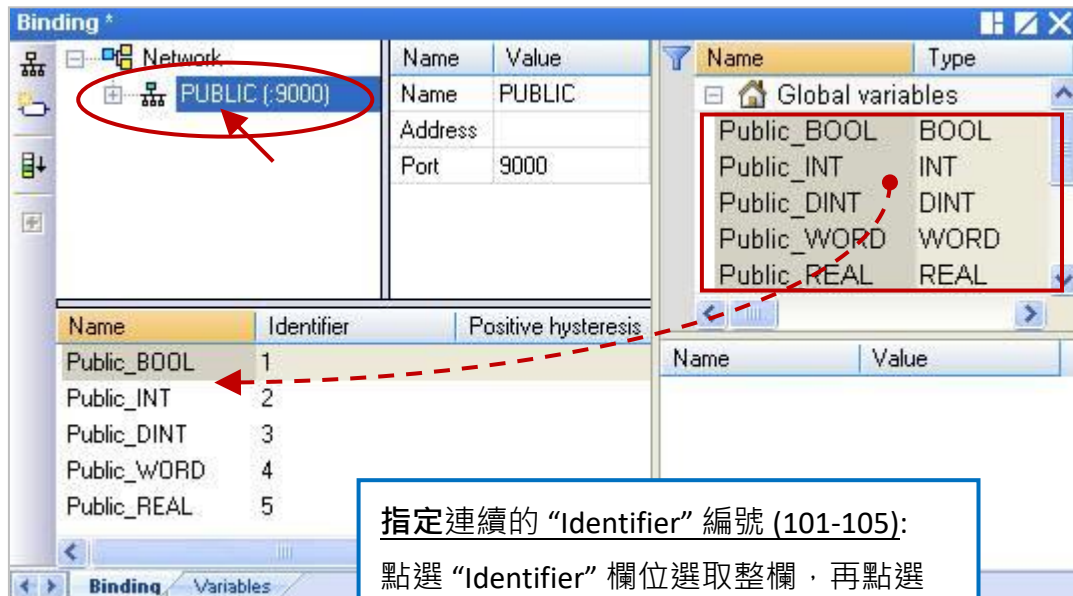 Binding *
Network
PUBLIC (:9000)
Name Value
Name PUBLIC
Address
Port 9000
Name Type
Global variables
Public_BOOL BOOL
Public_INT INT
Public_DINT DINT
Public_WORD WORD
Public_REAL REAL
Name Identifier Positive hysteresis
Public_BOOL 1
Public_INT 2
Public_DINT 3
Public_WORD 4
Public_REAL 5
Name Value
指定連續的 “Identifier” 編號 (101-105):
點選 “Identifier” 欄位選取整欄，再點選
Binding Variables